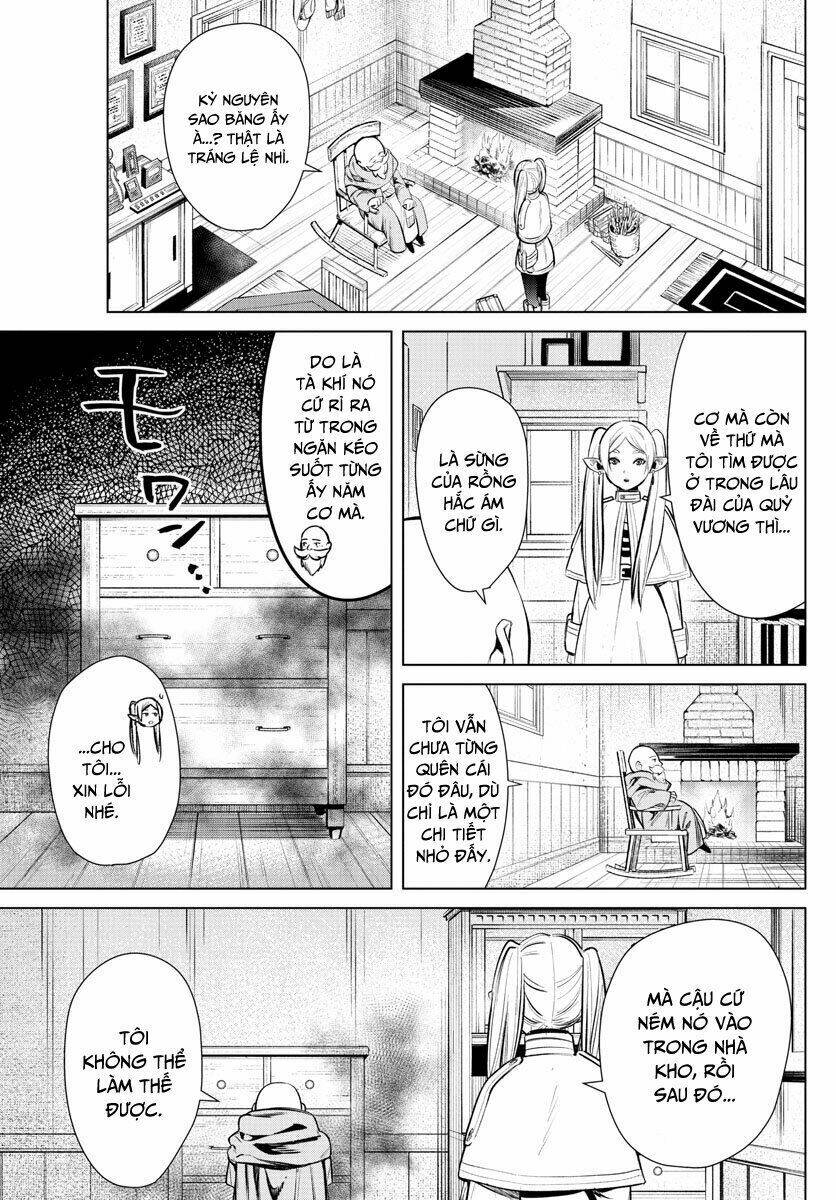 KỶ NGUYÊN
SAO BĂNG ẤY
À...? THẬT LÀ
TRÁNG LỆ NHỈ.
CƠ MÀ CÒN
VỀ THỨ MÀ
TÔI TÌM ĐƯỢC
Ở TRONG LÂU
ĐÀI CỦA QUỶ
VƯƠNG THÌ...
LÀ SỪNG
CỦA RỒNG
HẮC ÁM
CHỨ GÌ.
TÔI VẪN
CHƯA TỪNG
QUÊN CÁI
ĐÓ ĐÂU, DÙ
CHỈ LÀ MỘT
CHI TIẾT
NHỎ ĐẤY.
DO LÀ
TÀ KHÍ NÓ
CỨ RỈ RA
TỪ TRONG
NGĂN KÉO
SUỐT TỪNG
ẤY NĂM
CƠ MÀ.
モワン
...CHO
TÔI...
XIN LỖI
NHÉ.
MÀ CẬU CỨ
NÉM NÓ VÀO
TRONG NHÀ
KHO, RỒI
SAU ĐÓ...
TÔI
KHÔNG THỂ
LÀM THẾ
ĐƯỢC.